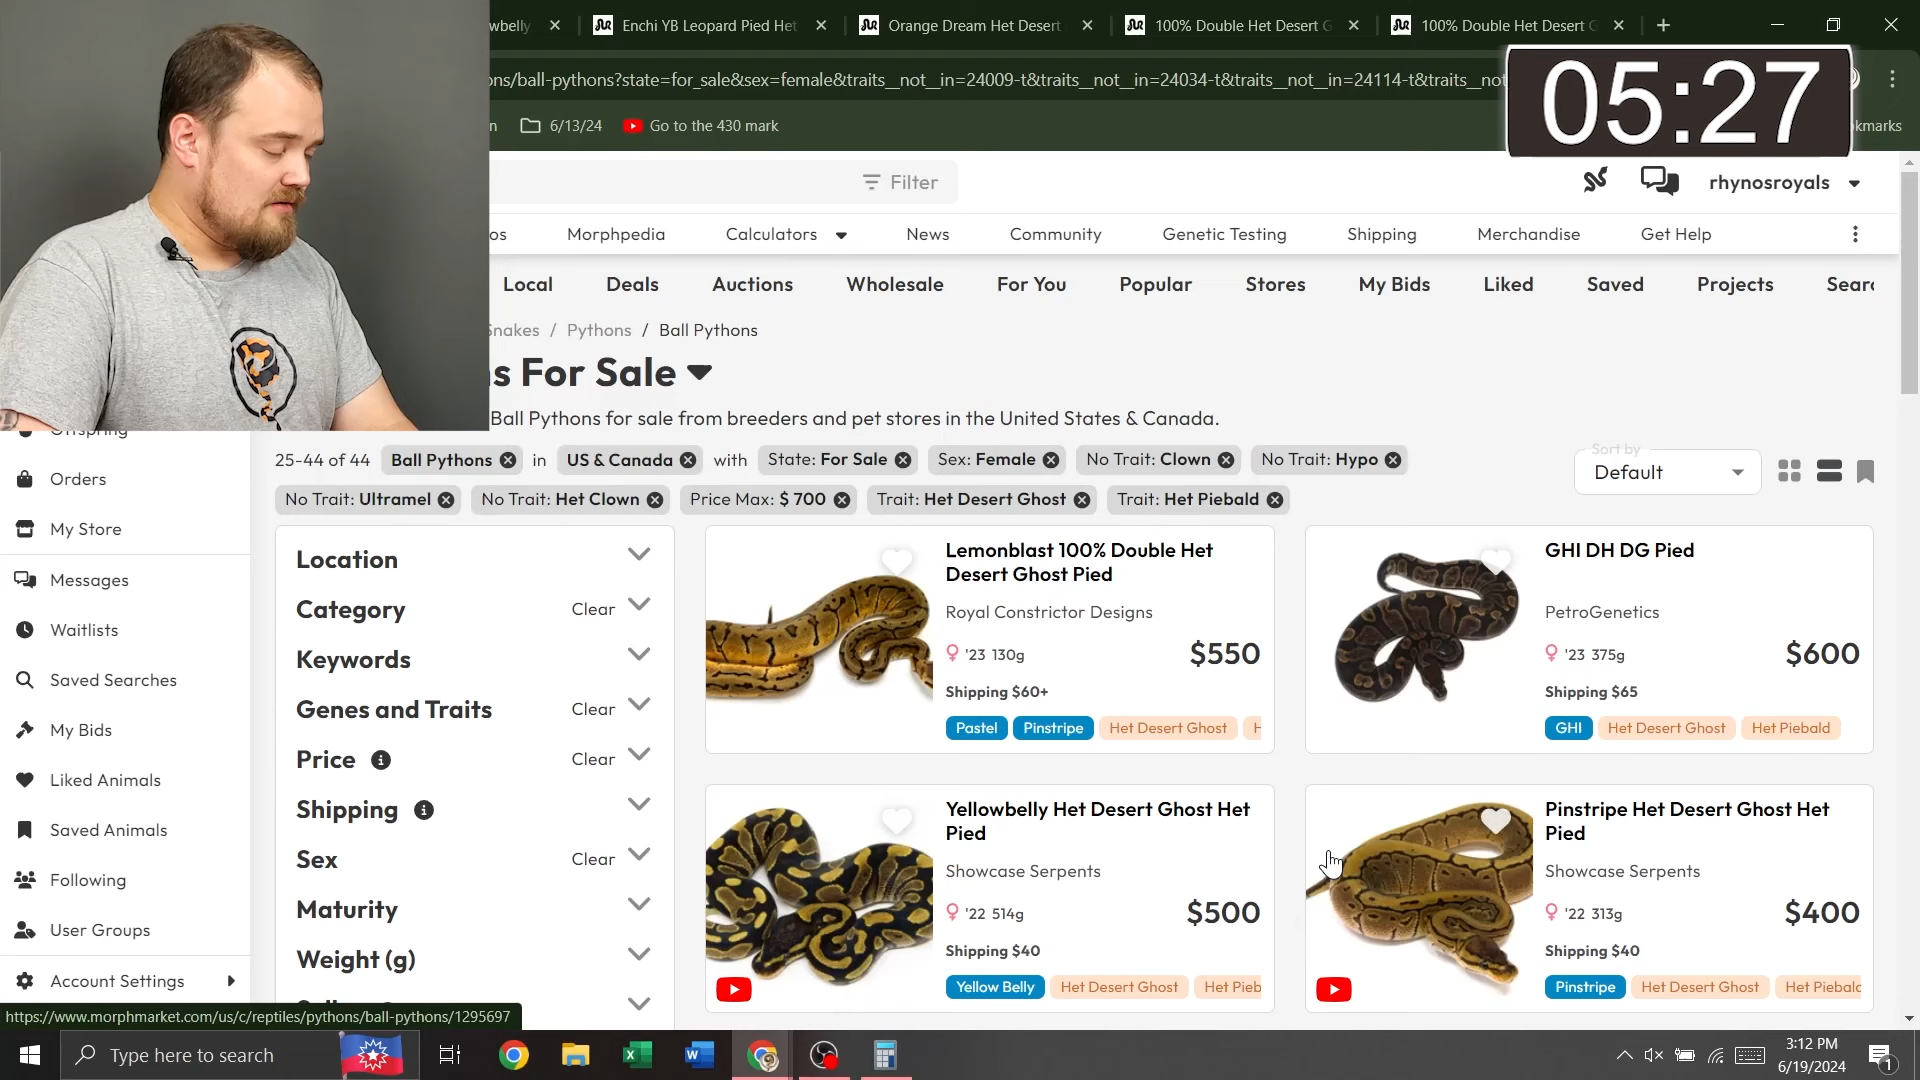 wbelly
Enchi YB Leopard Pied Het
Orange Dream Het Desert
100% Double Het Desert G
100% Double Het Desert G
ons/ball-pythons?state=for_sale&sex=female&traits__not_in=24009-t&traits__not_in=24034-t&traits__not_in=24114-t&traits__not
05:27
n
6/13/24
Go to the 430 mark
kmarks
Filter
rhynosroyals
os
Morphpedia
Calculators
News
Community
Genetic Testing
Shipping
Merchandise
Get Help
Local
Deals
Auctions
Wholesale
For You
Popular
Stores
My Bids
Liked
Saved
Projects
Searc
Snakes / Pythons / Ball Pythons
s For Sale
Ball Pythons for sale from breeders and pet stores in the United States & Canada.
25-44 of 44 Ball Pythons in US & Canada with State: For Sale Sex: Female No Trait: Clown No Trait: Hypo
No Trait: Ultramel No Trait: Het Clown Price Max: $ 700 Trait: Het Desert Ghost Trait: Het Piebald
Sort by
Default
Offspring
Orders
My Store
Messages
Waitlists
Saved Searches
My Bids
Liked Animals
Saved Animals
Following
User Groups
Account Settings
Location
Category Clear
Keywords
Genes and Traits Clear
Price Clear
Shipping
Sex Clear
Maturity
Weight (g)
Lemonblast 100% Double Het
Desert Ghost Pied
Royal Constrictor Designs
♀ '23 130g $550
Shipping $60+
Pastel Pinstripe Het Desert Ghost H
GHI DH DG Pied
PetroGenetics
♀ '23 375g $600
Shipping $65
GHI Het Desert Ghost Het Piebald
Yellowbelly Het Desert Ghost Het
Pied
Showcase Serpents
♀ '22 514g $500
Shipping $40
Yellow Belly Het Desert Ghost Het Pieb
Pinstripe Het Desert Ghost Het
Pied
Showcase Serpents
♀ '22 313g $400
Shipping $40
Pinstripe Het Desert Ghost Het Piebald
https://www.morphmarket.com/us/c/reptiles/pythons/ball-pythons/1295697
Type here to search
3:12 PM
6/19/2024
1